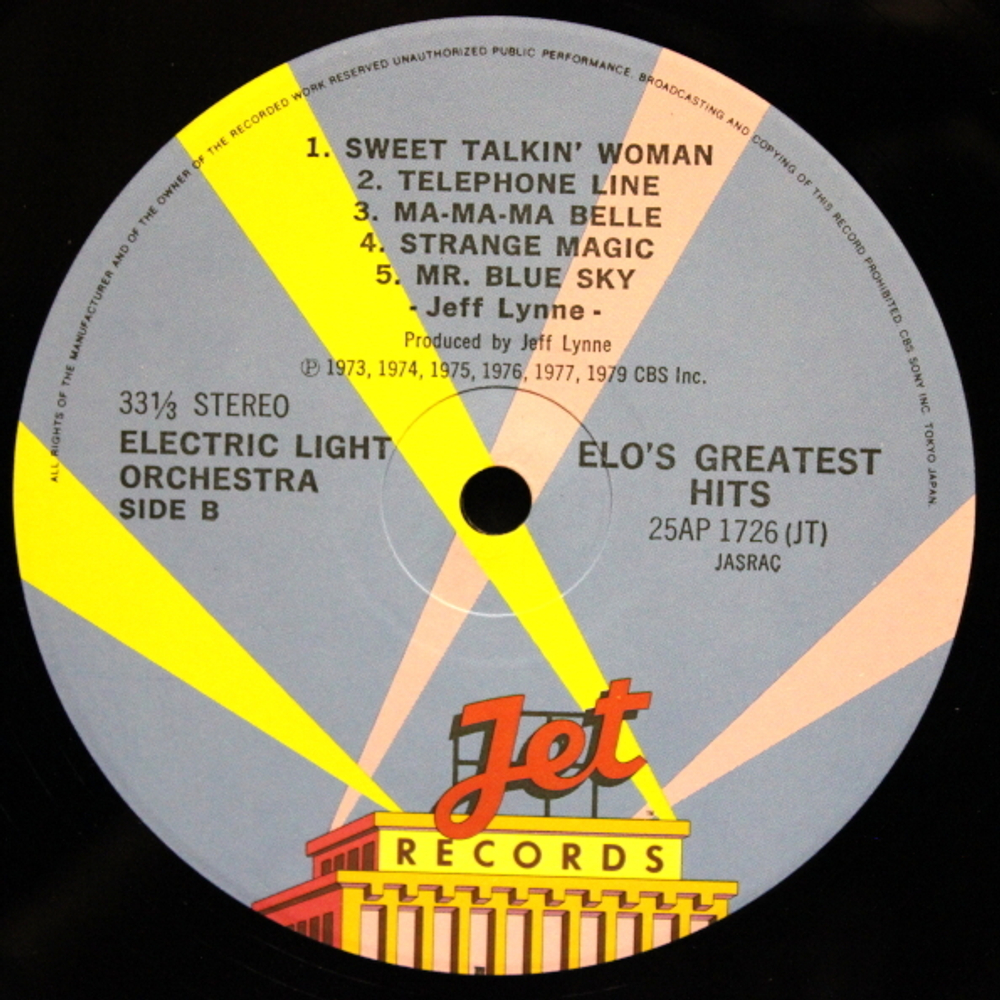 ALL RIGHTS OF THE MANUFACTURER AND OF THE OWNER OF THE RECORDED WORK RESERVED UNAUTHORIZED PUBLIC PERFORMANCE. BROADCASTING AND COPYING OF THIS RECORD PROHIBITED. CBS SONY INC. TOKYO JAPAN.
1. SWEET TALKIN' WOMAN
2. TELEPHONE LINE
3. MA-MA-MA BELLE
4. STRANGE MAGIC
5. MR. BLUE SKY
- Jeff Lynne -
Produced by Jeff Lynne
℗ 1973, 1974, 1975, 1976, 1977, 1979 CBS Inc.
33⅓ STEREO
ELECTRIC LIGHT
ORCHESTRA
SIDE B
ELO'S GREATEST
HITS
25AP 1726 (JT)
JASRAC
Jet
RECORDS